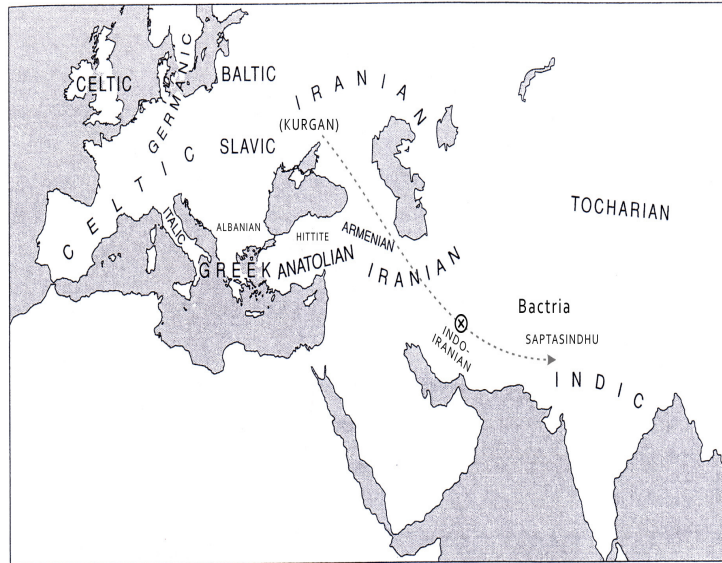 CELTIC
GERMANIC
BALTIC
IRANIAN
(KURGAN)
SLAVIC
CELTIC
ITALIC
ALBANIAN
HITTITE
ARMENIAN
TOCHARIAN
GREEK
ANATOLIAN
IRANIAN
Bactria
INDO-
IRANIAN
SAPTASINDHU
INDIC